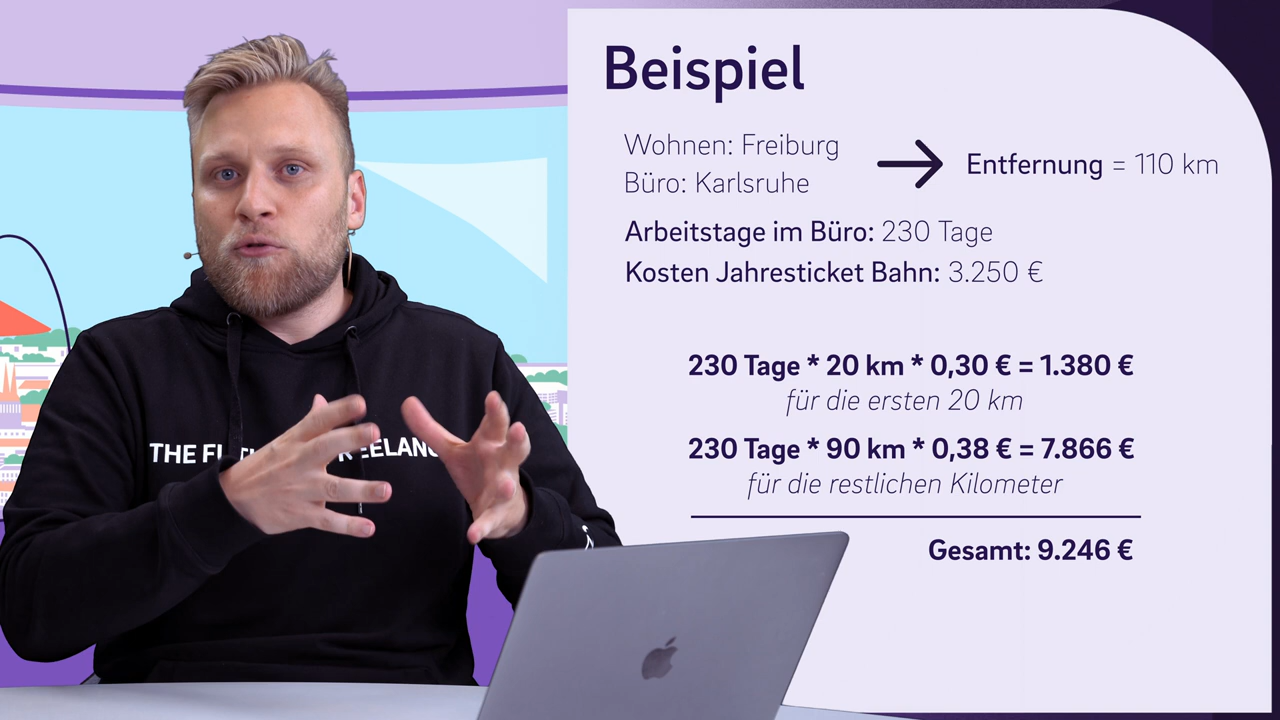 Beispiel
Wohnen: Freiburg
Büro: Karlsruhe
Entfernung = 110 km
Arbeitstage im Büro: 230 Tage
Kosten Jahresticket Bahn: 3.250 €
230 Tage * 20 km * 0,30 € = 1.380 €
für die ersten 20 km
230 Tage * 90 km * 0,38 € = 7.866 €
für die restlichen Kilometer
Gesamt: 9.246 €
THE